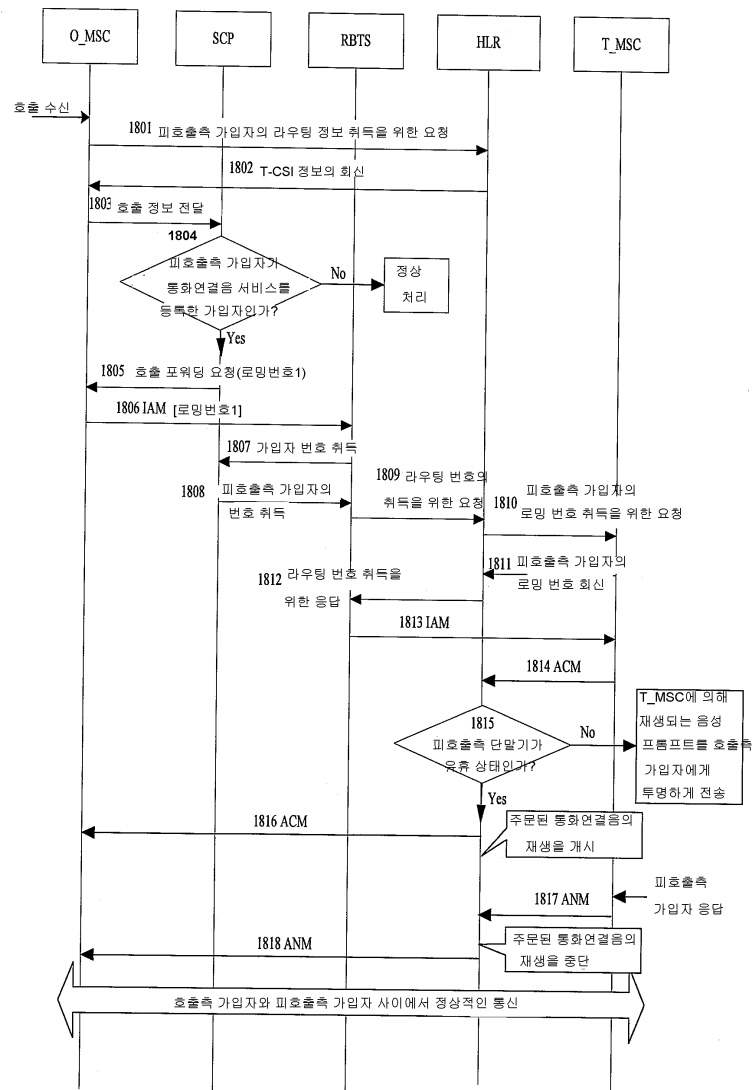 O_MSC
SCP
RBTS
HLR
T_MSC
호출 수신
1801 피호출측 가입자의 라우팅 정보 취득을 위한 요청
1802 T-CSI 정보의 회신
1803 호출 정보 전달
1804
피호출측 가입자가
통화연결음 서비스를
등록한 가입자인가?
No
정상
처리
Yes
1805 호출 포워딩 요청(로밍번호1)
1806 IAM [로밍번호1]
1807 가입자 번호 취득
1808 피호출측 가입자의
번호 취득
1809 라우팅 번호의
취득을 위한 요청
1810 피호출측 가입자의
로밍 번호 취득을 위한 요청
1811 피호출측 가입자의
로밍 번호 회신
1812 라우팅 번호 취득을
위한 응답
1813 IAM
1814 ACM
1815
피호출측 단말기가
유휴 상태인가?
No
T_MSC에 의해
재생되는 음성
프롬프트를 호출측
가입자에게
투명하게 전송
Yes
1816 ACM
주문된 통화연결음의
재생을 개시
피호출측
가입자 응답
1817 ANM
1818 ANM
주문된 통화연결음의
재생을 중단
호출측 가입자와 피호출측 가입자 사이에서 정상적인 통신